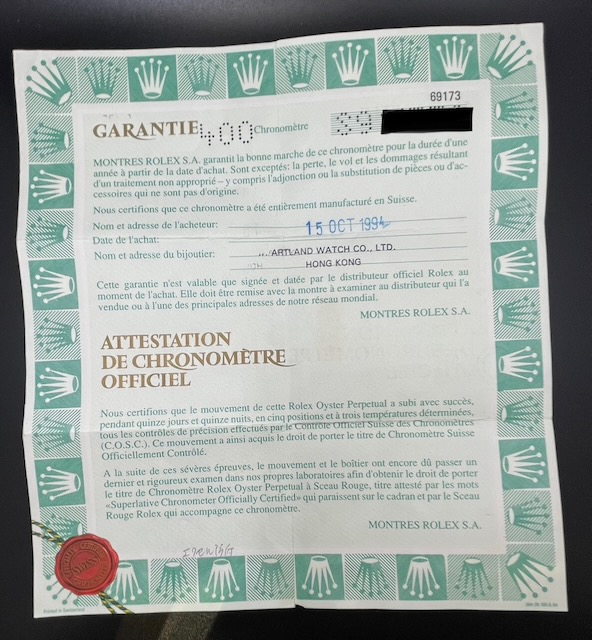 69173
GARANTIE 400 Chronomètre S9
MONTRES ROLEX S.A. garantit la bonne marche de ce chronomètre pour la durée d'une
année à partir de la date d'achat. Sont exceptés: la perte, le vol et les dommages résultant
d'un traitement non approprié – y compris l'adjonction ou la substitution de pièces ou d'ac-
cessoires qui ne sont pas d'origine.
Nous certifions que ce chronomètre a été entièrement manufacturé en Suisse.
Nom et adresse de l'acheteur:
15 OCT 1994
Date de l'achat:
Nom et adresse du bijoutier: ARTLAND WATCH CO., LTD.
HONG KONG
Cette garantie n'est valable que signée et datée par le distributeur officiel Rolex au
moment de l'achat. Elle doit être remise avec la montre à examiner au distributeur qui l'a
vendue ou à l'une des principales adresses de notre réseau mondial.
MONTRES ROLEX S.A.
ATTESTATION
DE CHRONOMÈTRE
OFFICIEL
Nous certifions que le mouvement de cette Rolex Oyster Perpetual a subi avec succès,
pendant quinze jours et quinze nuits, en cinq positions et à trois températures déterminées,
tous les contrôles de précision effectués par le Contrôle Officiel Suisse des Chronomètres
(C.O.S.C.). Ce mouvement a ainsi acquis le droit de porter le titre de Chronomètre Suisse
Officiellement Contrôlé.
A la suite de ces sévères épreuves, le mouvement et le boîtier ont encore dû passer un
dernier et rigoureux examen dans nos propres laboratoires afin d'obtenir le droit de porter
le titre de Chronomètre Rolex Oyster Perpetual à Sceau Rouge, titre attesté par les mots
«Superlative Chronometer Officially Certified» qui paraissent sur le cadran et par le Sceau
Rouge Rolex qui accompagne ce chronomètre.
MONTRES ROLEX S.A.
Printed in Switzerland